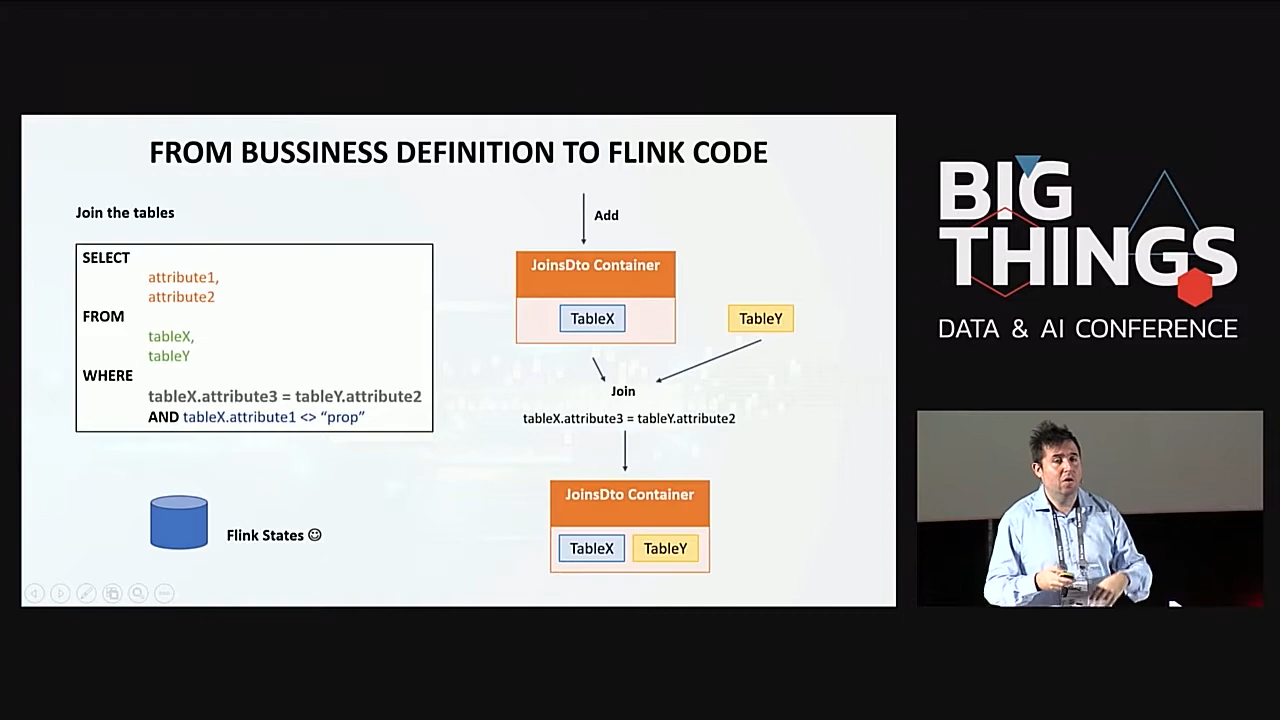 FROM BUSSINESS DEFINITION TO FLINK CODE
Join the tables
SELECT
attribute1,
attribute2
FROM
tableX,
tableY
WHERE
tableX.attribute3 = tableY.attribute2
AND tableX.attribute1 <> “prop”
Flink States ☺
Add
JoinsDto Container
TableX
TableY
Join
tableX.attribute3 = tableY.attribute2
JoinsDto Container
TableX TableY
BIG
THINGS
DATA & AI CONFERENCE